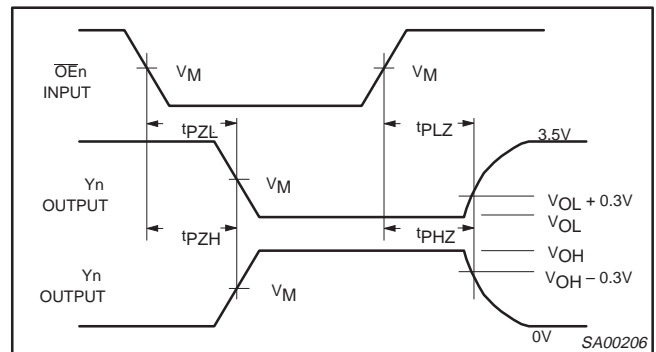 OEn
INPUT
VM
VM
tPZL
tPLZ
3.5V
Yn
OUTPUT
VM
VOL + 0.3V
VOL
tPZH
tPHZ
VOH
Yn
OUTPUT
VM
VOH – 0.3V
0V
SA00206